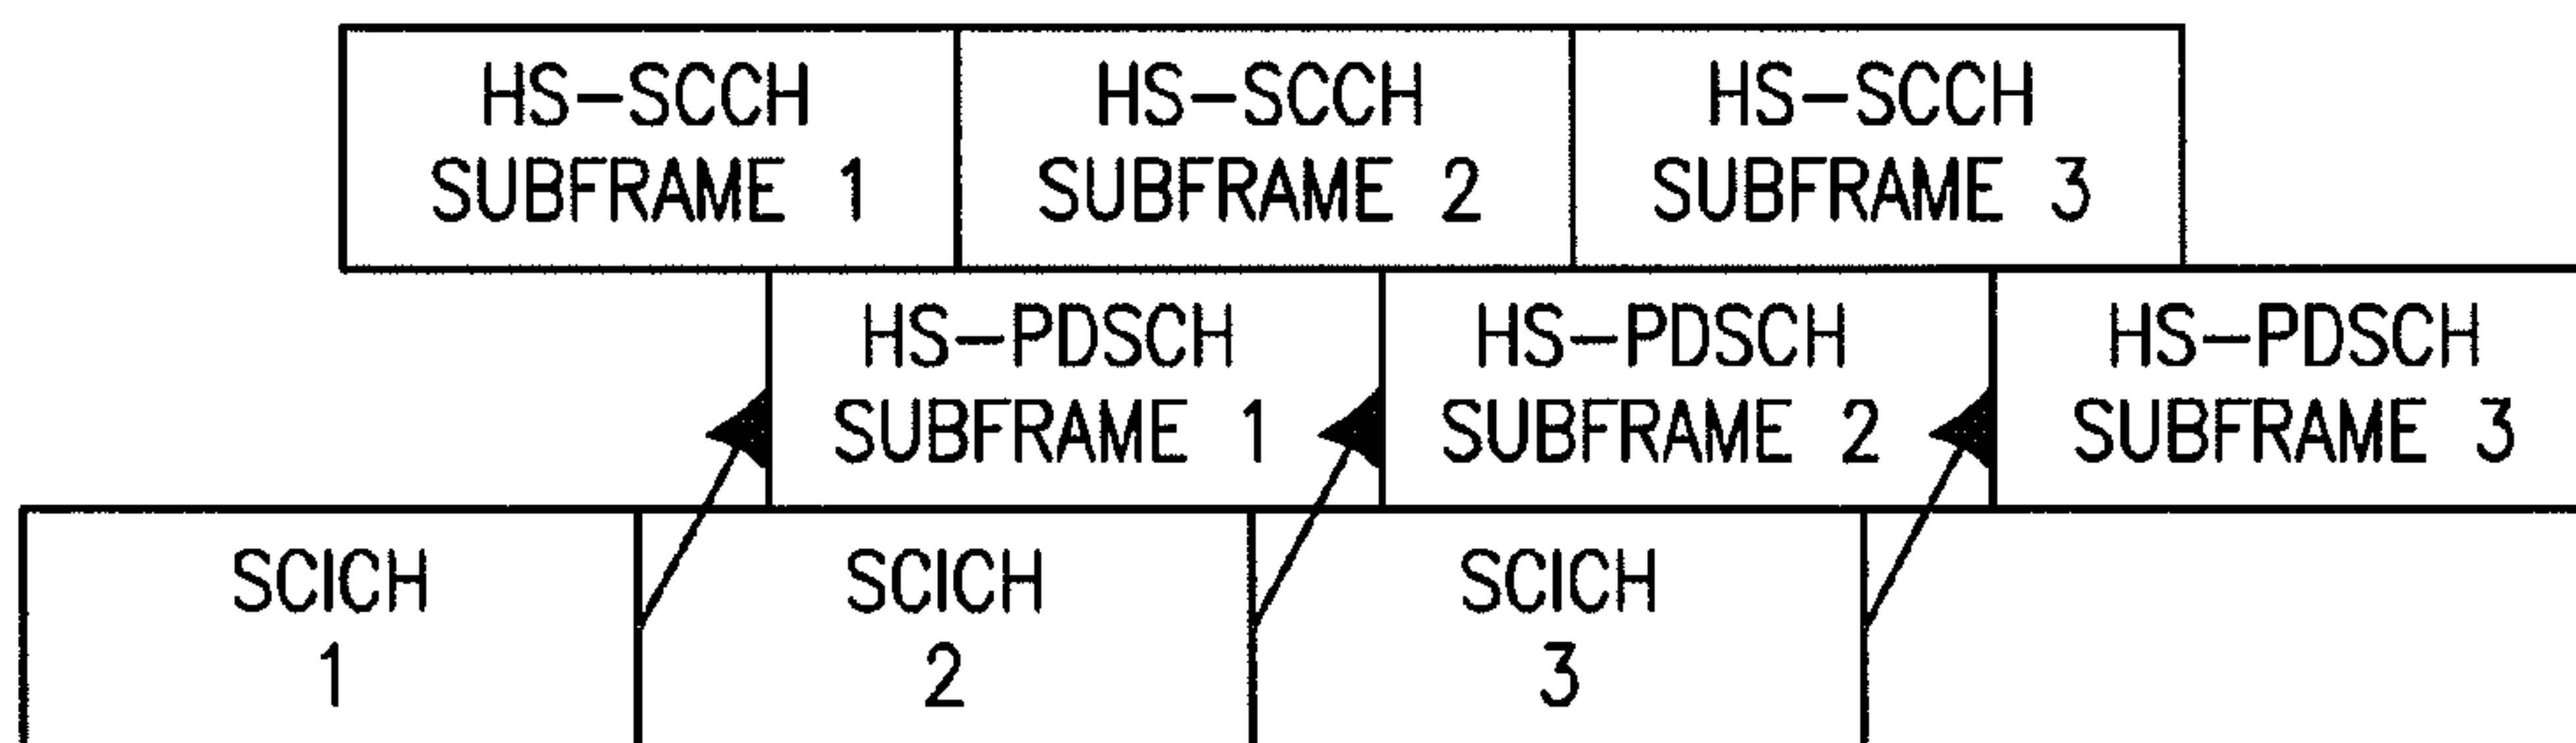 HS-SCCH
SUBFRAME 1
HS-SCCH
SUBFRAME 2
HS-SCCH
SUBFRAME 3
HS-PDSCH
SUBFRAME 1
HS-PDSCH
SUBFRAME 2
HS-PDSCH
SUBFRAME 3
SCICH
1
SCICH
2
SCICH
3